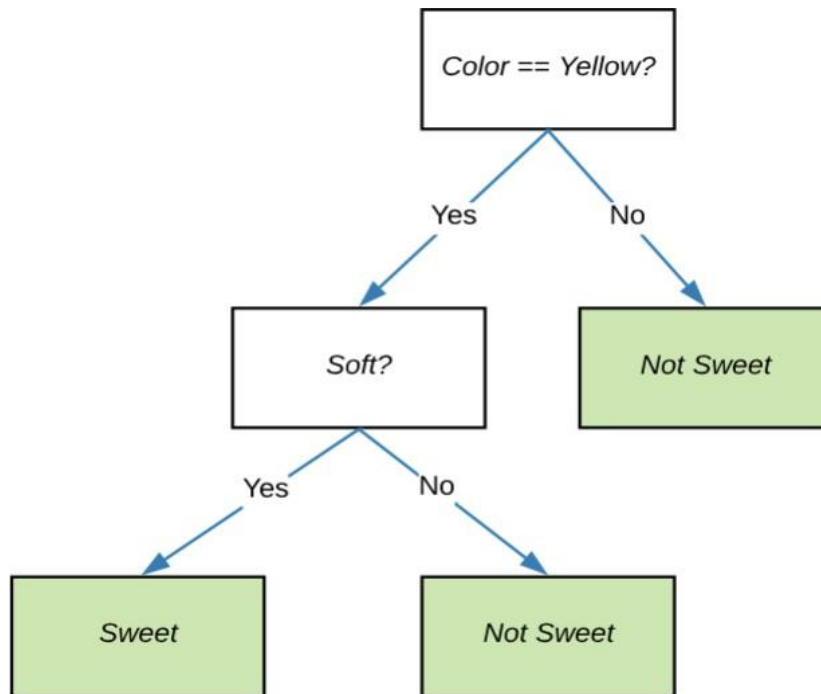 Color == Yellow?
Yes
No
Soft?
Not Sweet
Yes
No
Sweet
Not Sweet